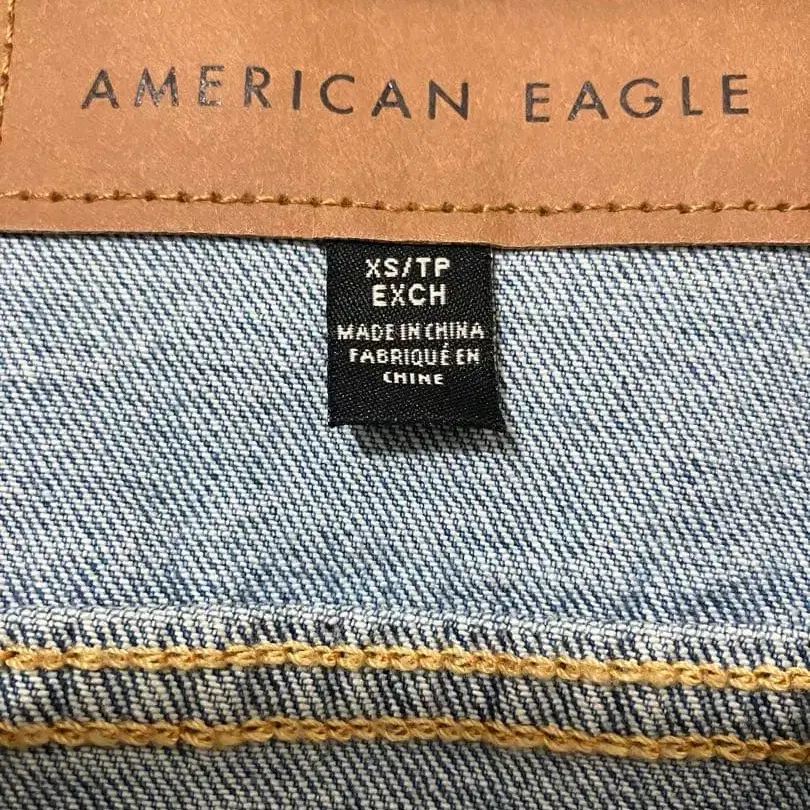 AMERICAN EAGLE
XS/TP
EXCH
MADE IN CHINA
FABRIQUÉ EN
CHINE